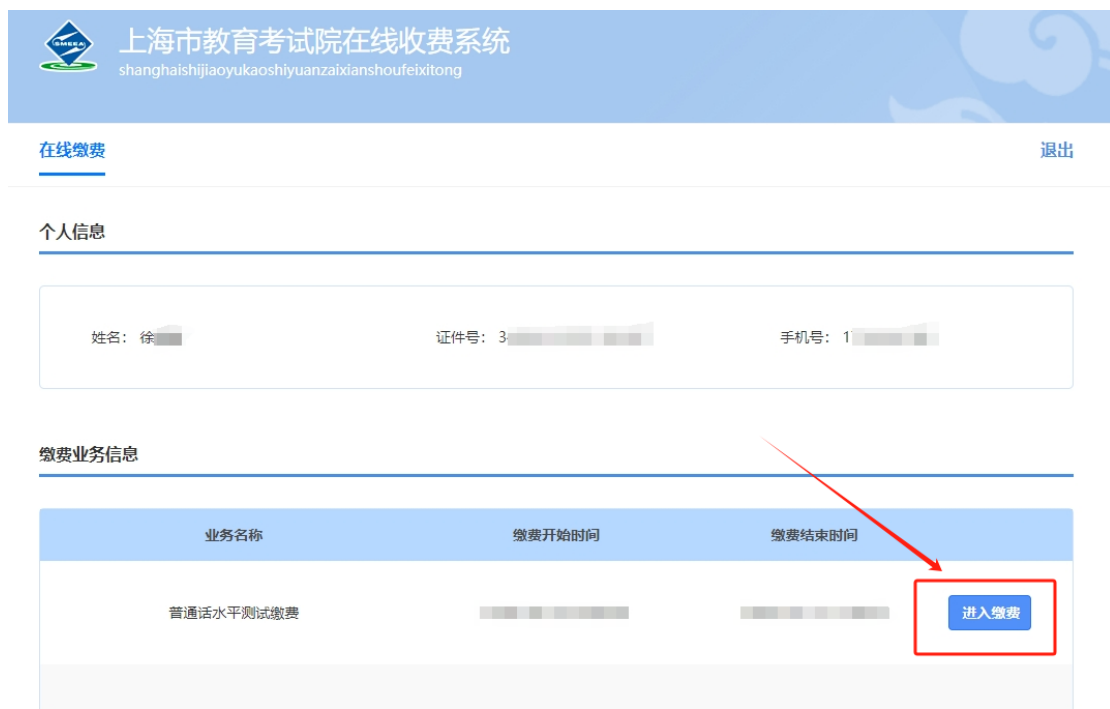 SMEEA
上海市教育考试院在线收费系统
shanghaishijiaoyukaoshiyuanzaixianshoufeixitong
在线缴费 退出
个人信息
姓名： 徐 证件号： 3 手机号： 1
缴费业务信息
业务名称 缴费开始时间 缴费结束时间
普通话水平测试缴费 进入缴费